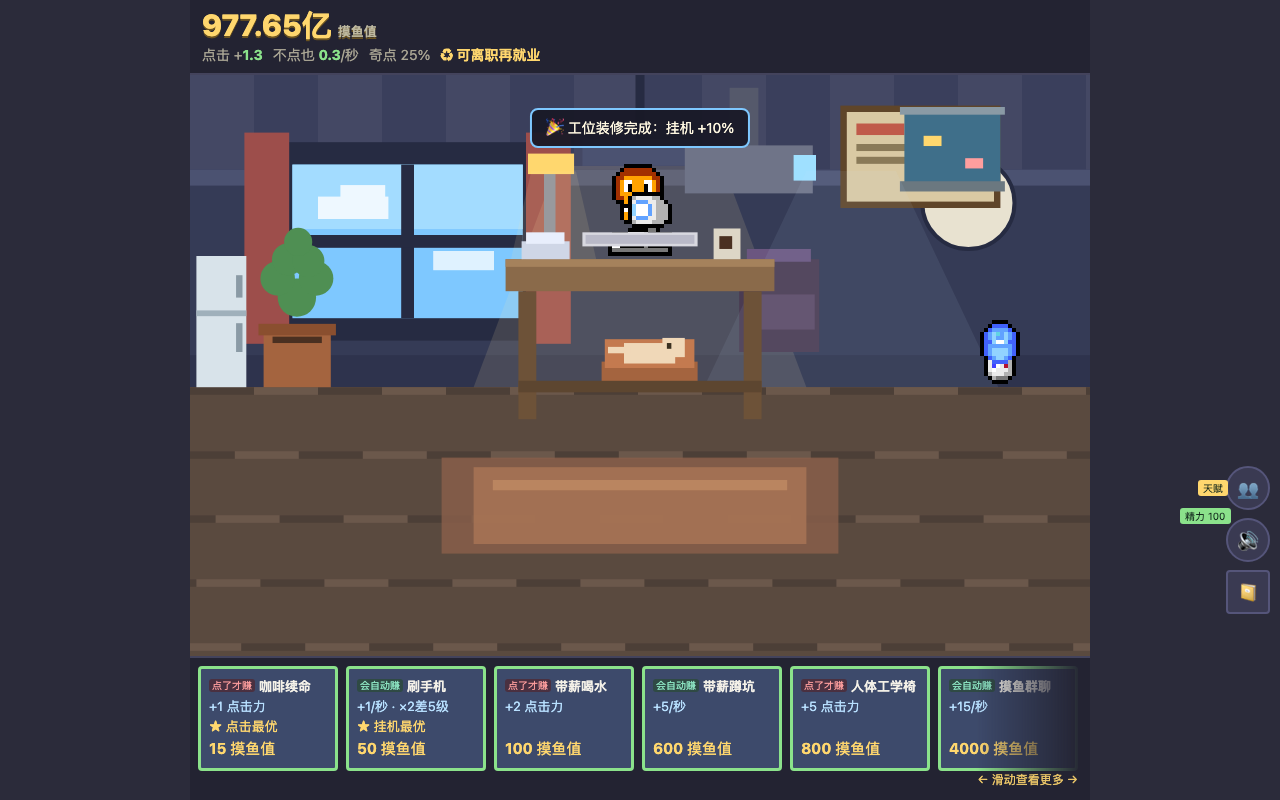 977.65亿 摸鱼值
点击 +1.3 不点也 0.3/秒 奇点 25% ♻ 可离职再就业
🎉 工位装修完成：挂机 +10%
天赋
精力 100
点了才赚 咖啡续命
+1 点击力
⭐ 点击最优
15 摸鱼值
会自动赚 刷手机
+1/秒 · ×2差5级
⭐ 挂机最优
50 摸鱼值
点了才赚 带薪喝水
+2 点击力
100 摸鱼值
会自动赚 带薪蹲坑
+5/秒
600 摸鱼值
点了才赚 人体工学椅
+5 点击力
800 摸鱼值
会自动赚 摸鱼群聊
+15/秒
4000 摸鱼值
← 滑动查看更多 →